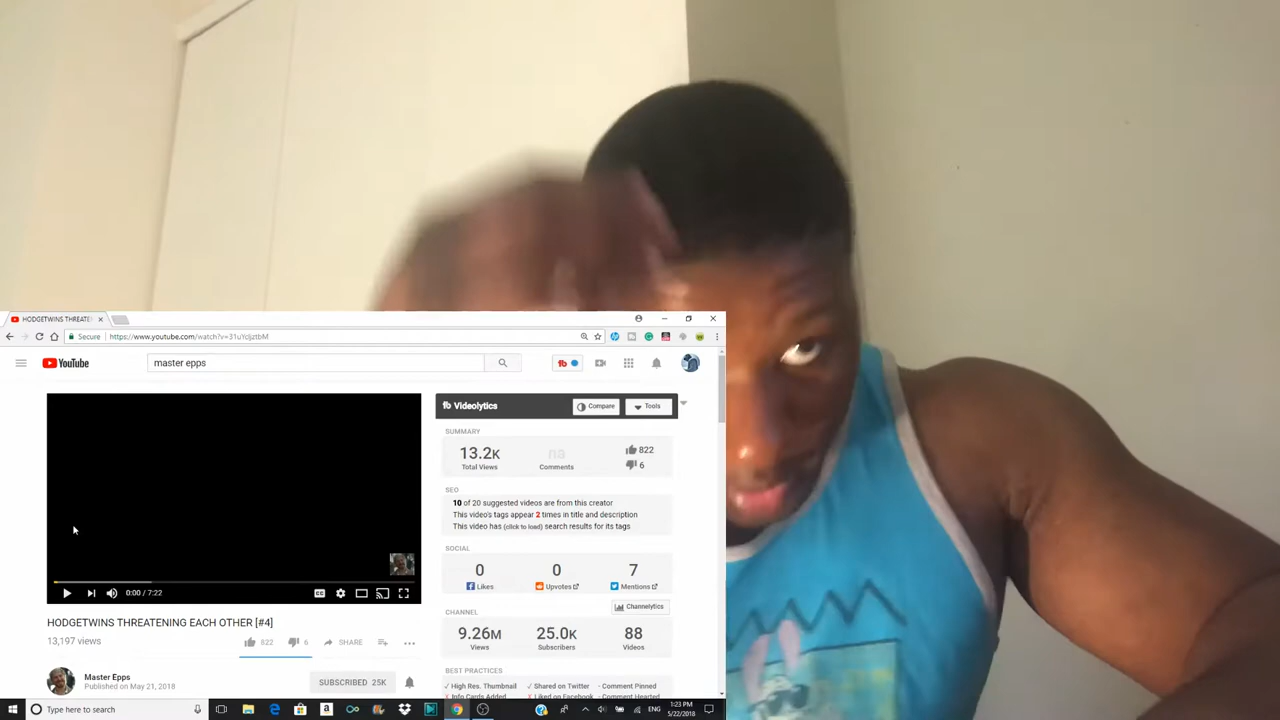 HODGETWINS THREATE
Secure
https://www.youtube.com/watch?v=31uYcIjztbM
YouTube
master epps
Videolytics
Compare
Tools
SUMMARY
13.2K
Total Views
na
Comments
822
6
SEO
10 of 20 suggested videos are from this creator
This video's tags appear 2 times in title and description
This video has (click to load) search results for its tags
SOCIAL
0
Likes
0
Upvotes
7
Mentions
CHANNEL
Channelytics
9.26M
Views
25.0K
Subscribers
88
Videos
BEST PRACTICES
✓ High Res. Thumbnail
✓ Shared on Twitter
- Comment Pinned
0:00 / 7:22
HODGETWINS THREATENING EACH OTHER [#4]
13,197 views
822
6
SHARE
Master Epps
Published on May 21, 2018
SUBSCRIBED 25K
Type here to search
ENG
1:23 PM
5/22/2018